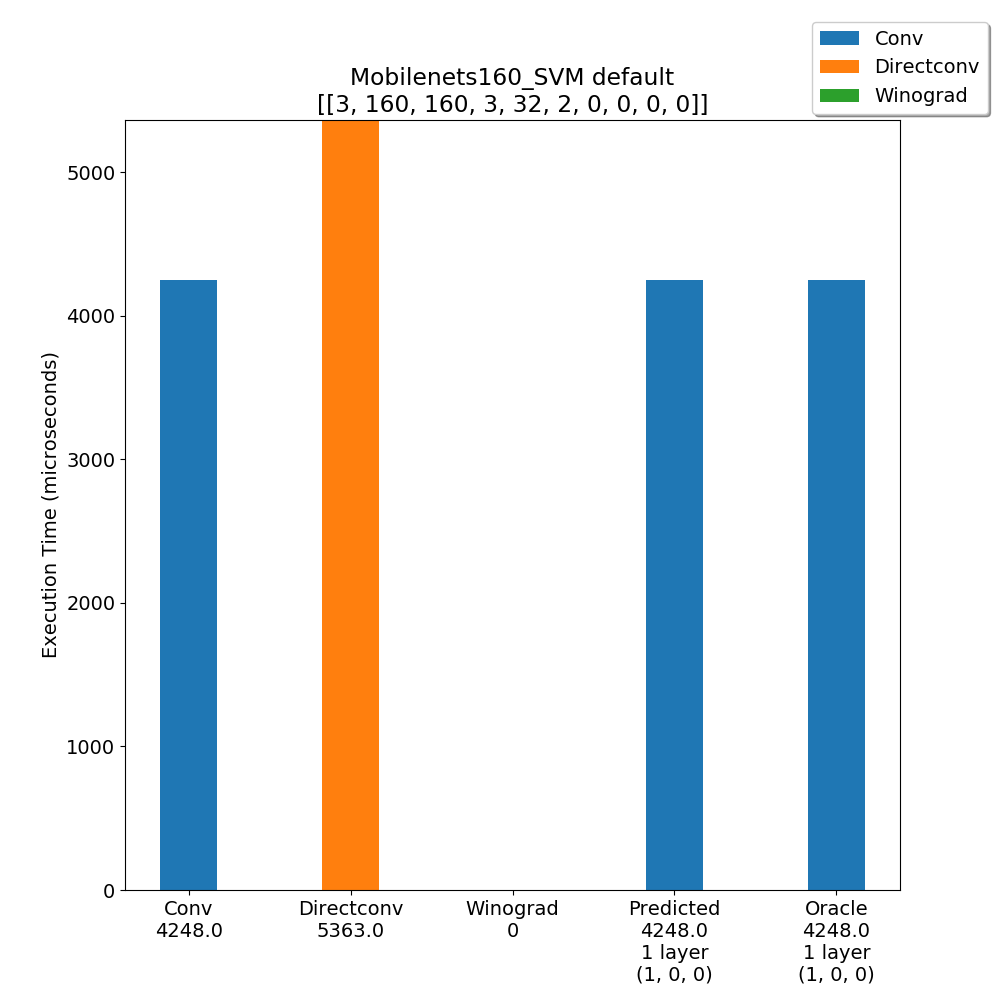 Conv
Directconv
Winograd
Mobilenets160_SVM default
[[3, 160, 160, 3, 32, 2, 0, 0, 0, 0]]
Execution Time (microseconds)
5000
4000
3000
2000
1000
0
Conv
4248.0
Directconv
5363.0
Winograd
0
Predicted
4248.0
1 layer
(1, 0, 0)
Oracle
4248.0
1 layer
(1, 0, 0)